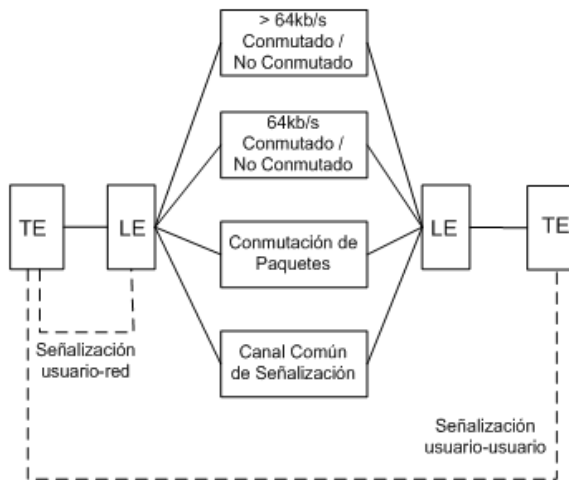 > 64kb/s
Conmutado /
No Conmutado
64kb/s
Conmutado /
No Conmutado
TE
LE
LE
TE
Conmutación de
Paquetes
Canal Común
de Señalización
Señalización
usuario-red
Señalización
usuario-usuario